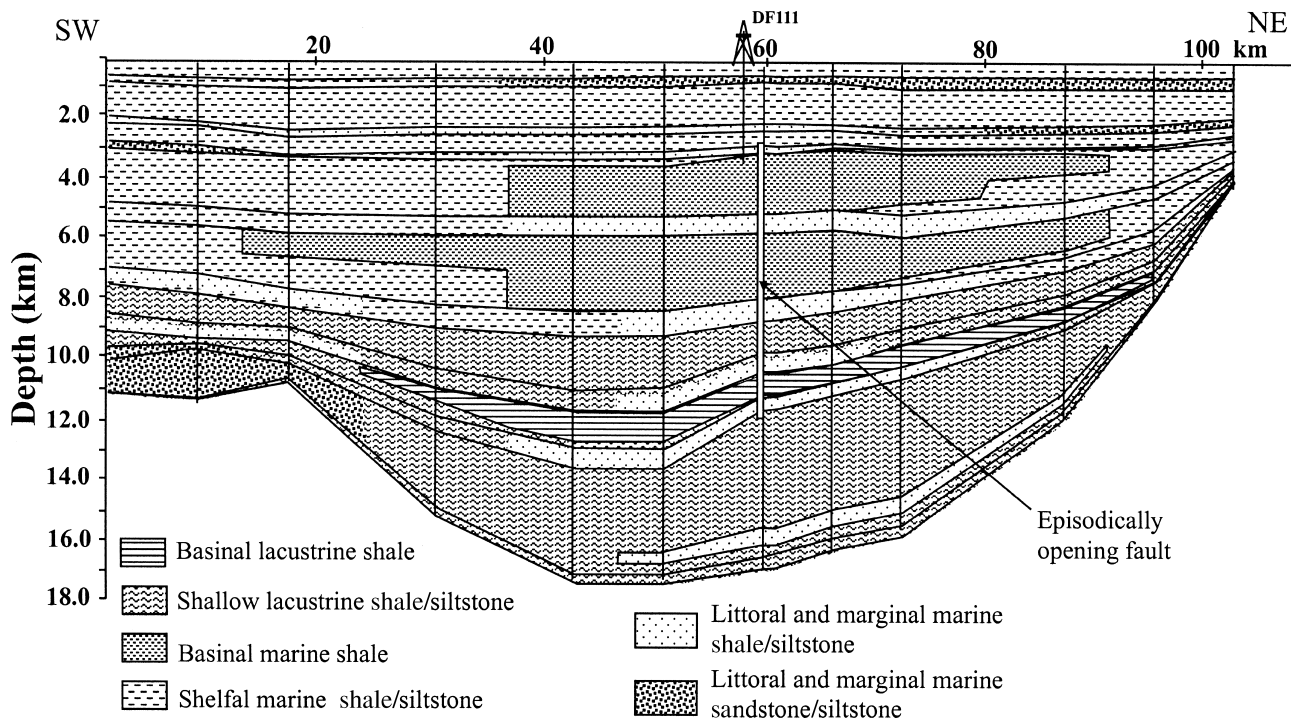 SW
DF111
NE
20
40
60
80
100 km
2.0
4.0
6.0
8.0
10.0
12.0
14.0
16.0
18.0
Depth (km)
Episodically
opening fault
Basinal lacustrine shale
Shallow lacustrine shale/siltstone
Basinal marine shale
Shelfal marine shale/siltstone
Littoral and marginal marine
shale/siltstone
Littoral and marginal marine
sandstone/siltstone